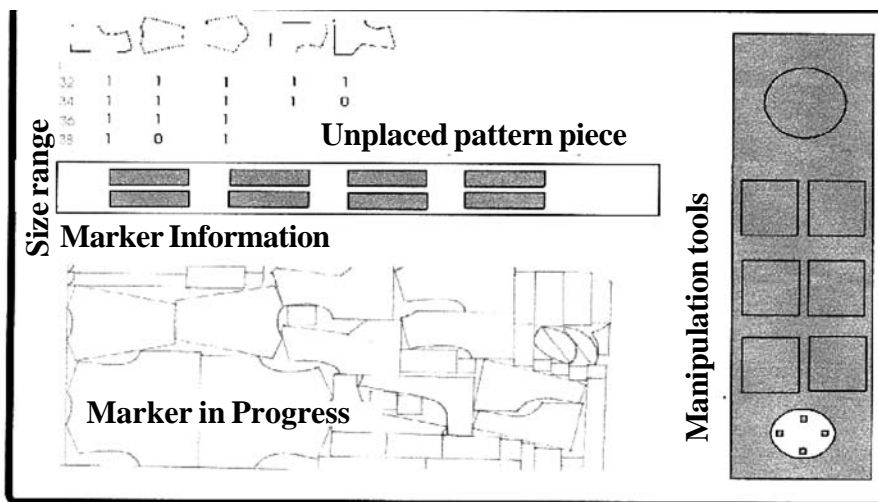 32 1 1 1 1 1
34 1 1 1 1 0
36 1 1 1
38 1 0 1
Unplaced pattern piece
Size range
Marker Information
Manipulation tools
Marker in Progress